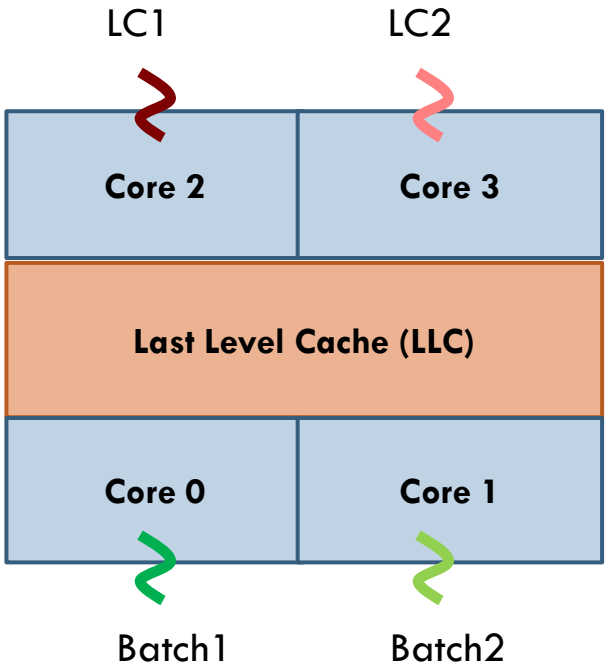 LC1
LC2
Core 2
Core 3
Last Level Cache (LLC)
Core 0
Core 1
Batch1
Batch2